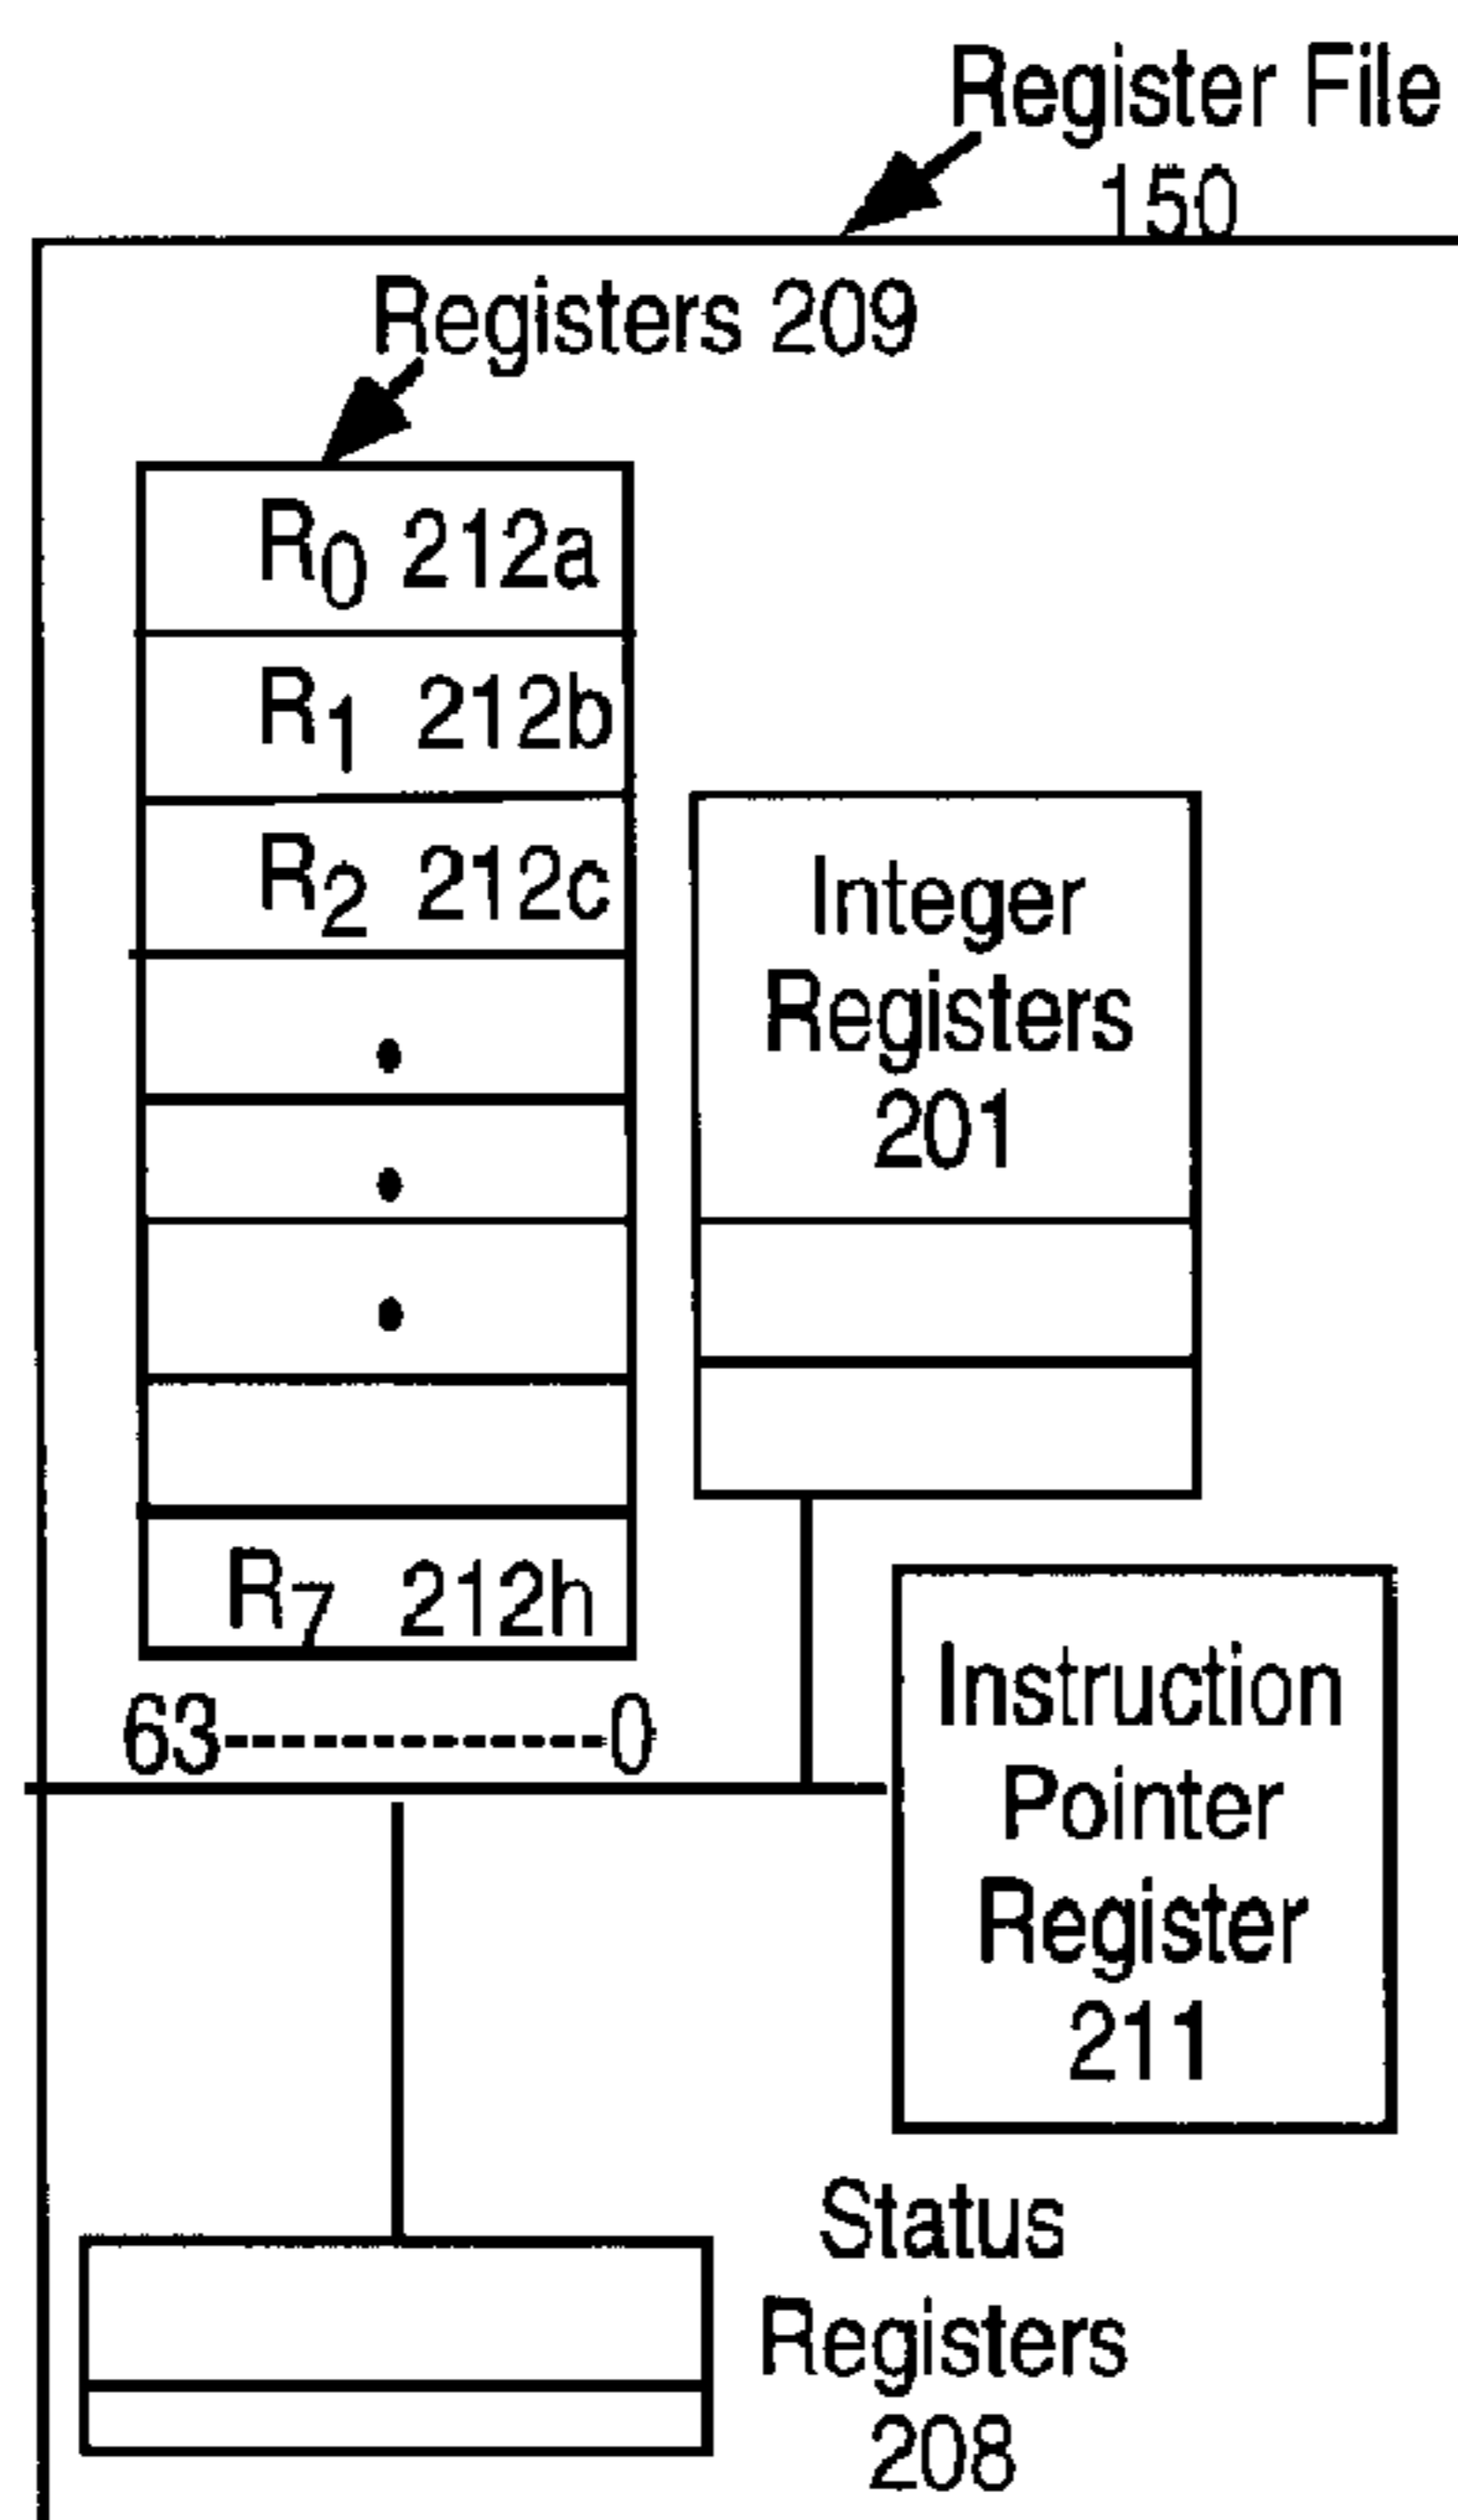 Register File
150
Registers 209
R0 212a
R1 212b
R2 212c
Integer
Registers
201
R7 212h
63-------------0
Instruction
Pointer
Register
211
Status
Registers
208